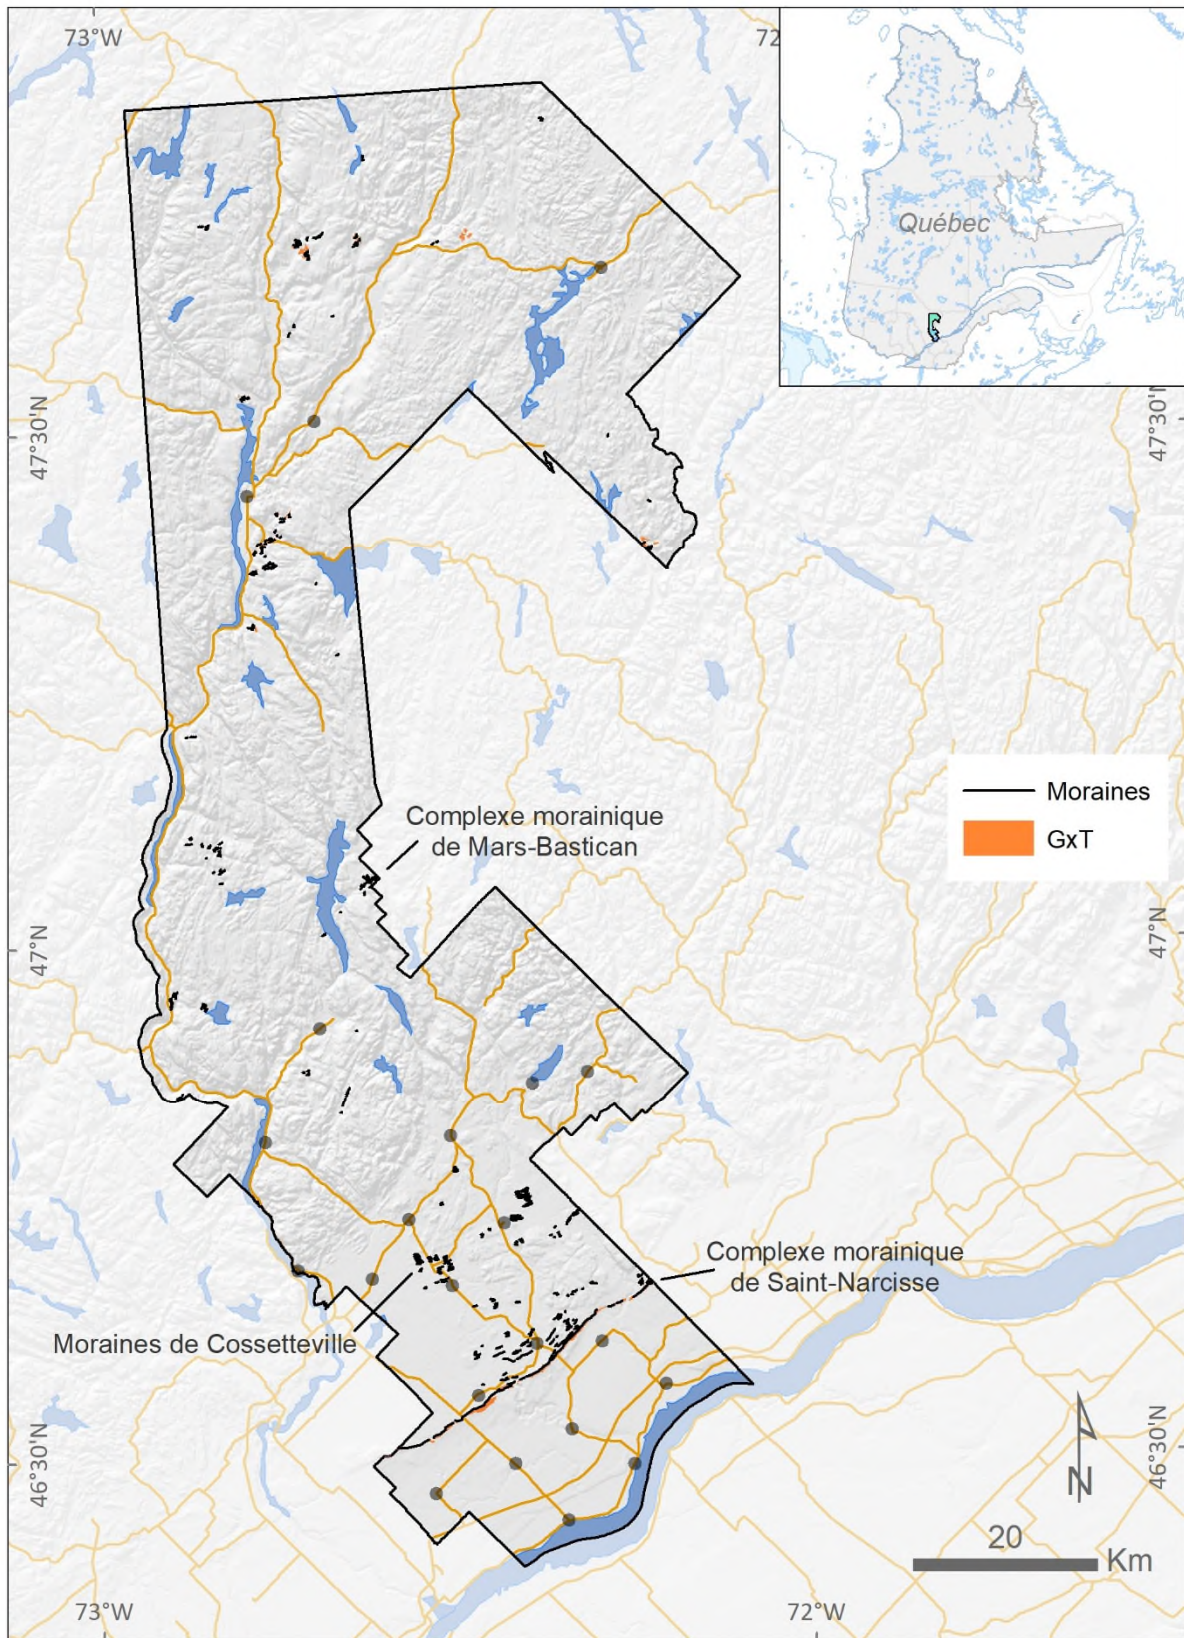 73°W
72
Québec
47°30'N
47°30'N
Moraines
GxT
Complexe morainique
de Mars-Bastican
47°N
47°N
Complexe morainique
de Saint-Narcisse
Moraines de Cossetteville
46°30'N
46°30'N
N
20
Km
73°W
72°W